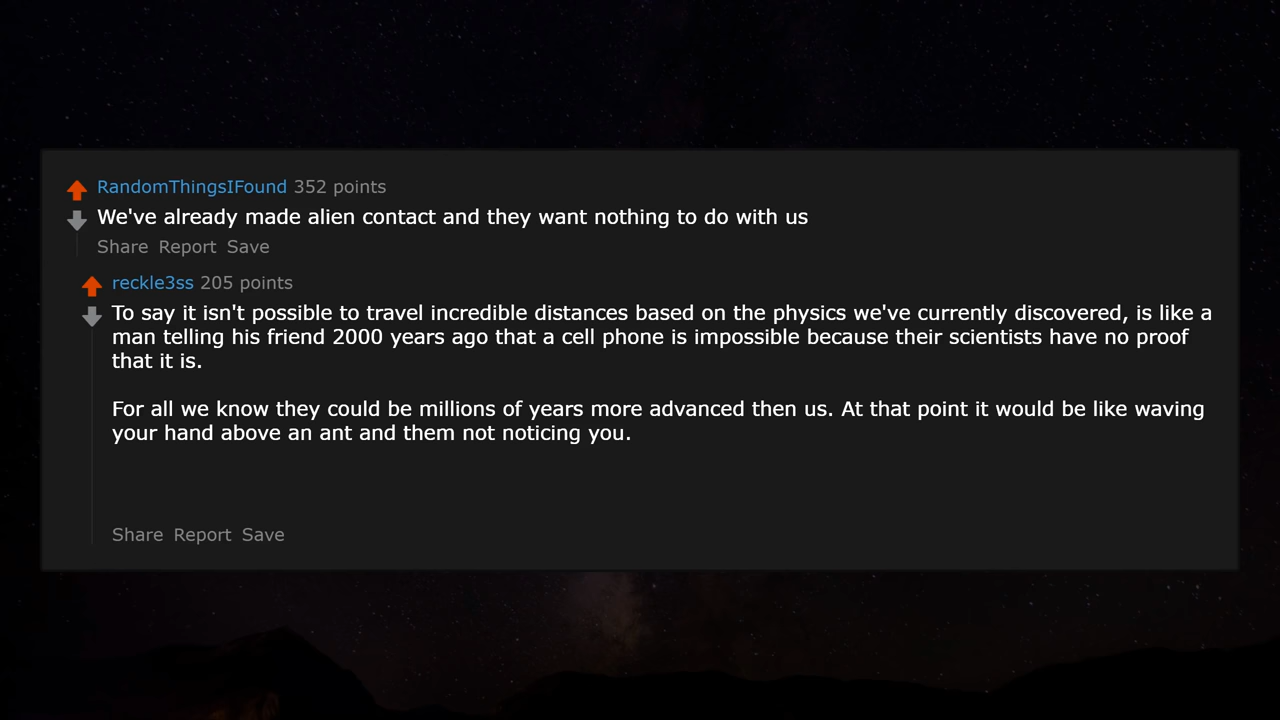 RandomThingsIFound 352 points
We've already made alien contact and they want nothing to do with us
Share Report Save
reckle3ss 205 points
To say it isn't possible to travel incredible distances based on the physics we've currently discovered, is like a
man telling his friend 2000 years ago that a cell phone is impossible because their scientists have no proof
that it is.
For all we know they could be millions of years more advanced then us. At that point it would be like waving
your hand above an ant and them not noticing you.
Share Report Save